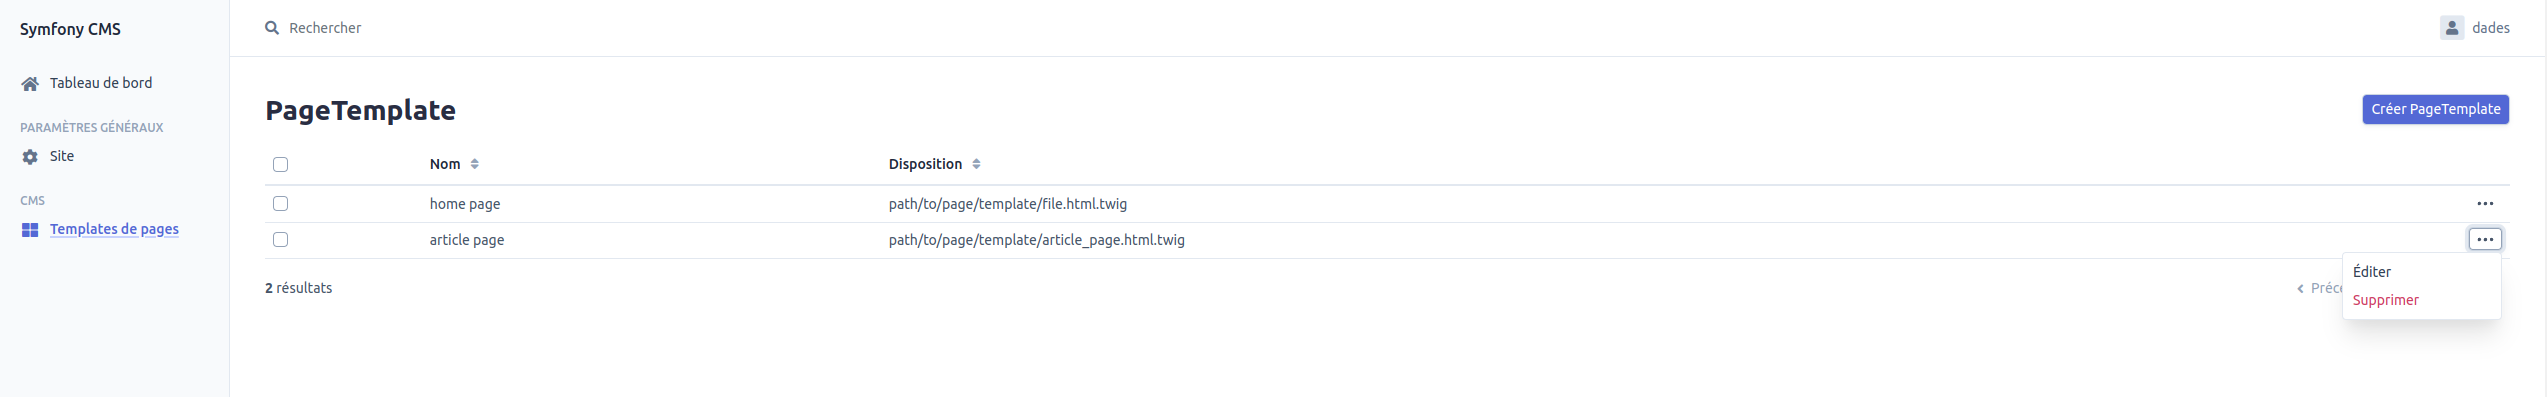 Symfony CMS
Rechercher
dades
Tableau de bord
PARAMÈTRES GÉNÉRAUX
Site
CMS
Templates de pages
PageTemplate
Créer PageTemplate
Nom Disposition
home page path/to/page/template/file.html.twig
article page path/to/page/template/article_page.html.twig
2 résultats
Éditer
Supprimer